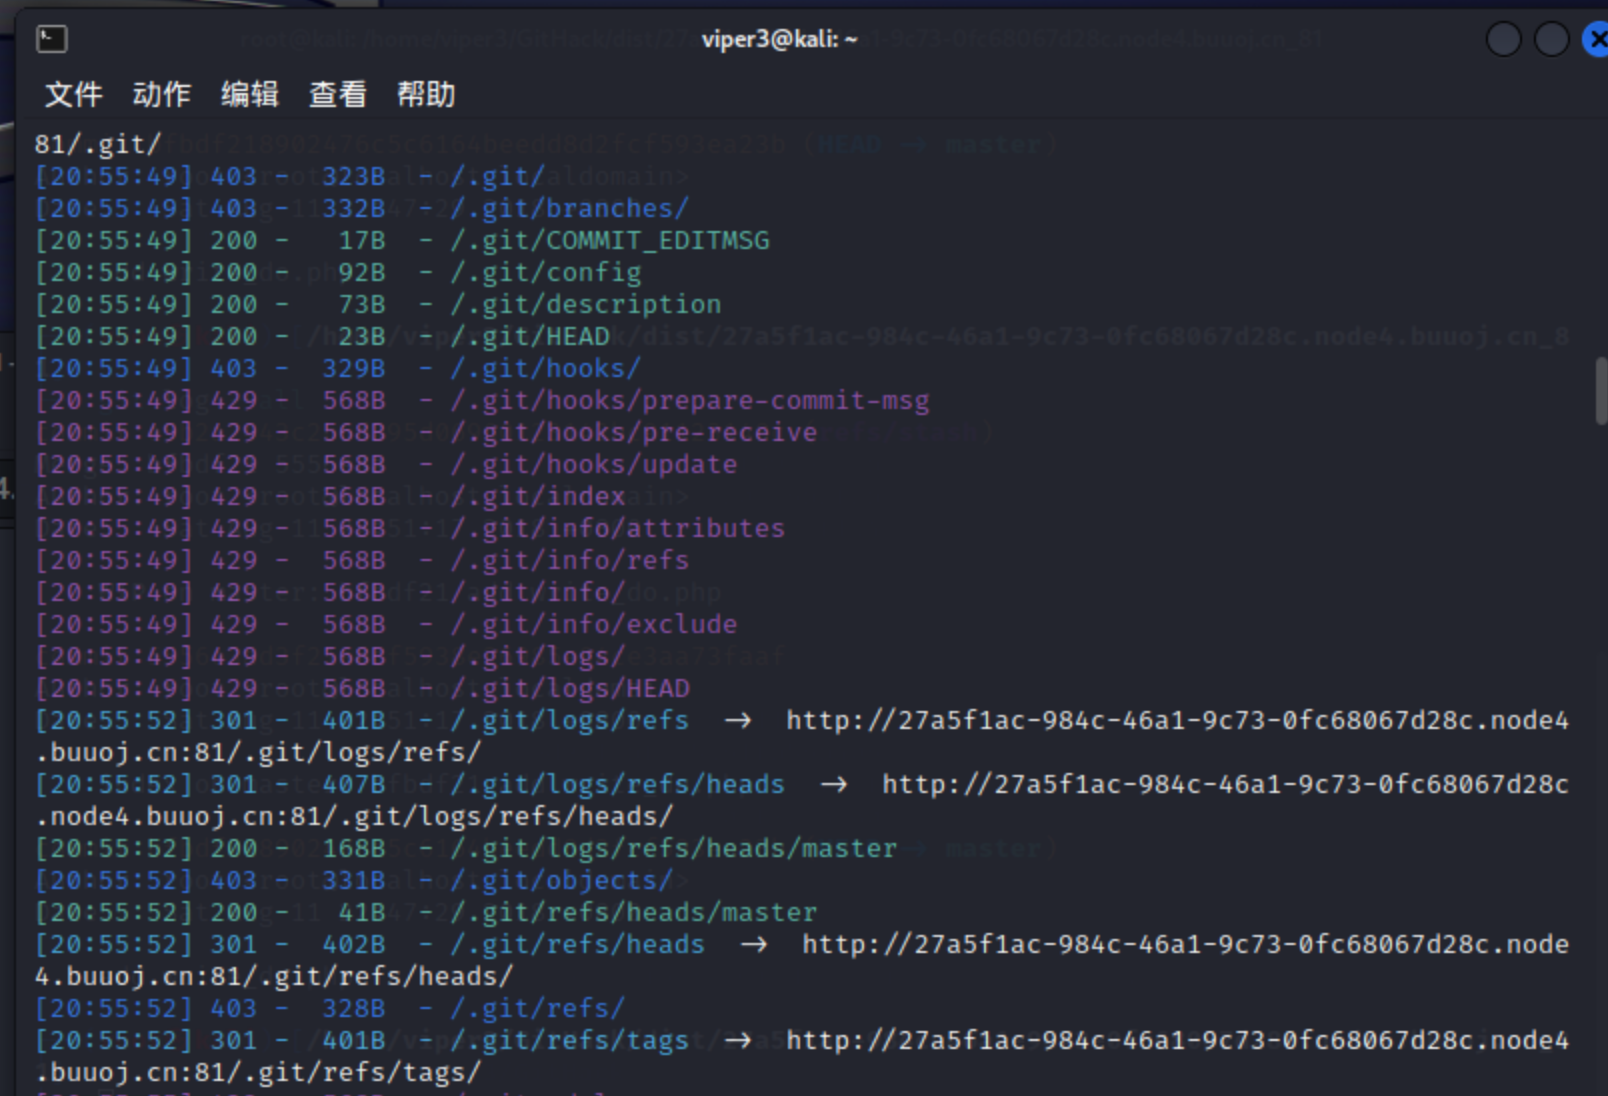 viper3@kali: ~
文件 动作 编辑 查看 帮助
81/.git/
[20:55:49] 403 - 323B - /.git/
[20:55:49] 403 - 332B - /.git/branches/
[20:55:49] 200 - 17B - /.git/COMMIT_EDITMSG
[20:55:49] 200 - 92B - /.git/config
[20:55:49] 200 - 73B - /.git/description
[20:55:49] 200 - 23B - /.git/HEAD
[20:55:49] 403 - 329B - /.git/hooks/
[20:55:49] 429 - 568B - /.git/hooks/prepare-commit-msg
[20:55:49] 429 - 568B - /.git/hooks/pre-receive
[20:55:49] 429 - 568B - /.git/hooks/update
[20:55:49] 429 - 568B - /.git/index
[20:55:49] 429 - 568B - /.git/info/attributes
[20:55:49] 429 - 568B - /.git/info/refs
[20:55:49] 429 - 568B - /.git/info/
[20:55:49] 429 - 568B - /.git/info/exclude
[20:55:49] 429 - 568B - /.git/logs/
[20:55:49] 429 - 568B - /.git/logs/HEAD
[20:55:52] 301 - 401B - /.git/logs/refs → http://27a5f1ac-984c-46a1-9c73-0fc68067d28c.node4
.buuoj.cn:81/.git/logs/refs/
[20:55:52] 301 - 407B - /.git/logs/refs/heads → http://27a5f1ac-984c-46a1-9c73-0fc68067d28c
.node4.buuoj.cn:81/.git/logs/refs/heads/
[20:55:52] 200 - 168B - /.git/logs/refs/heads/master
[20:55:52] 403 - 331B - /.git/objects/
[20:55:52] 200 - 41B - /.git/refs/heads/master
[20:55:52] 301 - 402B - /.git/refs/heads → http://27a5f1ac-984c-46a1-9c73-0fc68067d28c.node
4.buuoj.cn:81/.git/refs/heads/
[20:55:52] 403 - 328B - /.git/refs/
[20:55:52] 301 - 401B - /.git/refs/tags → http://27a5f1ac-984c-46a1-9c73-0fc68067d28c.node4
.buuoj.cn:81/.git/refs/tags/